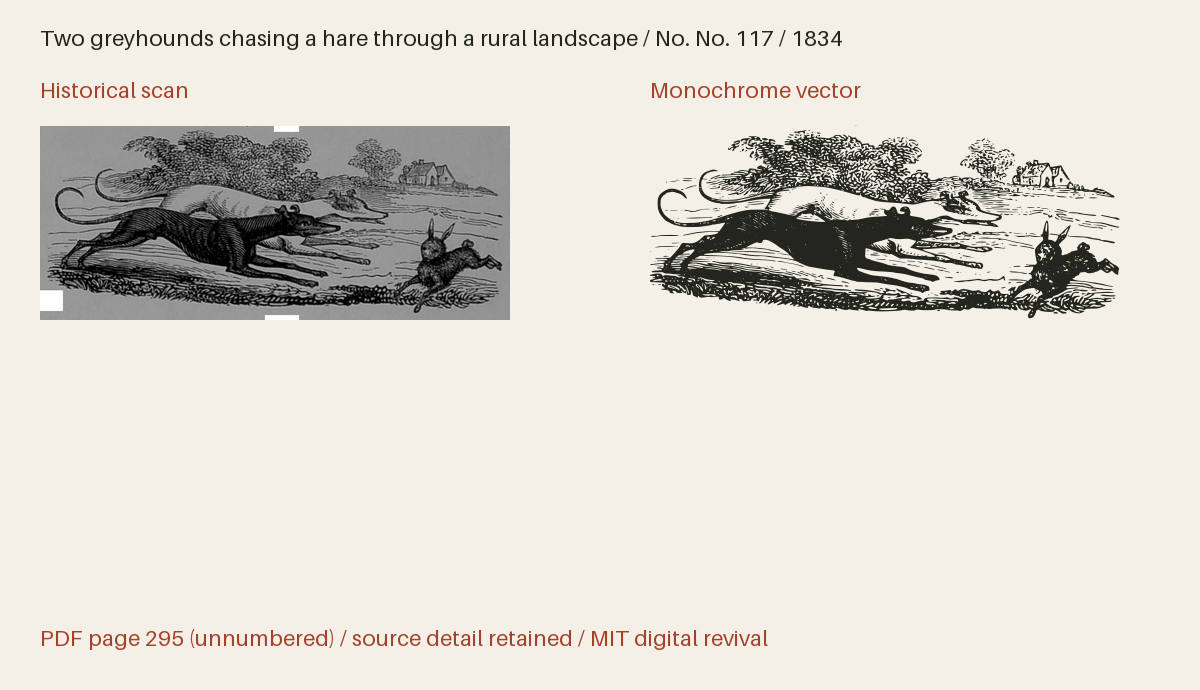 Two greyhounds chasing a hare through a rural landscape / No. No. 117 / 1834
Historical scan
Monochrome vector
PDF page 295 (unnumbered) / source detail retained / MIT digital revival